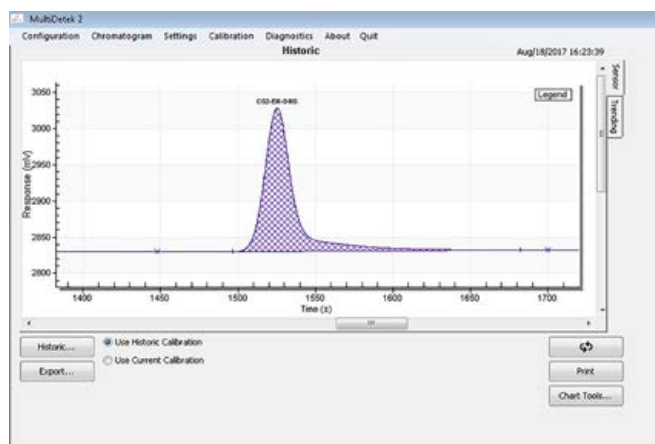 MultiDetek 2
Configuration Chromatogram Settings Calibration Diagnostics About Quit
Historic
Aug/18/2017 16:23:39
Sensor
Trending
Legend
3050
3000
2950
2900
2850
2800
Response (mV)
1400 1450 1500 1550 1600 1650 1700
Time (s)
Historic...
Use Historic Calibration
Export...
Use Current Calibration
Print
Chart Tools...